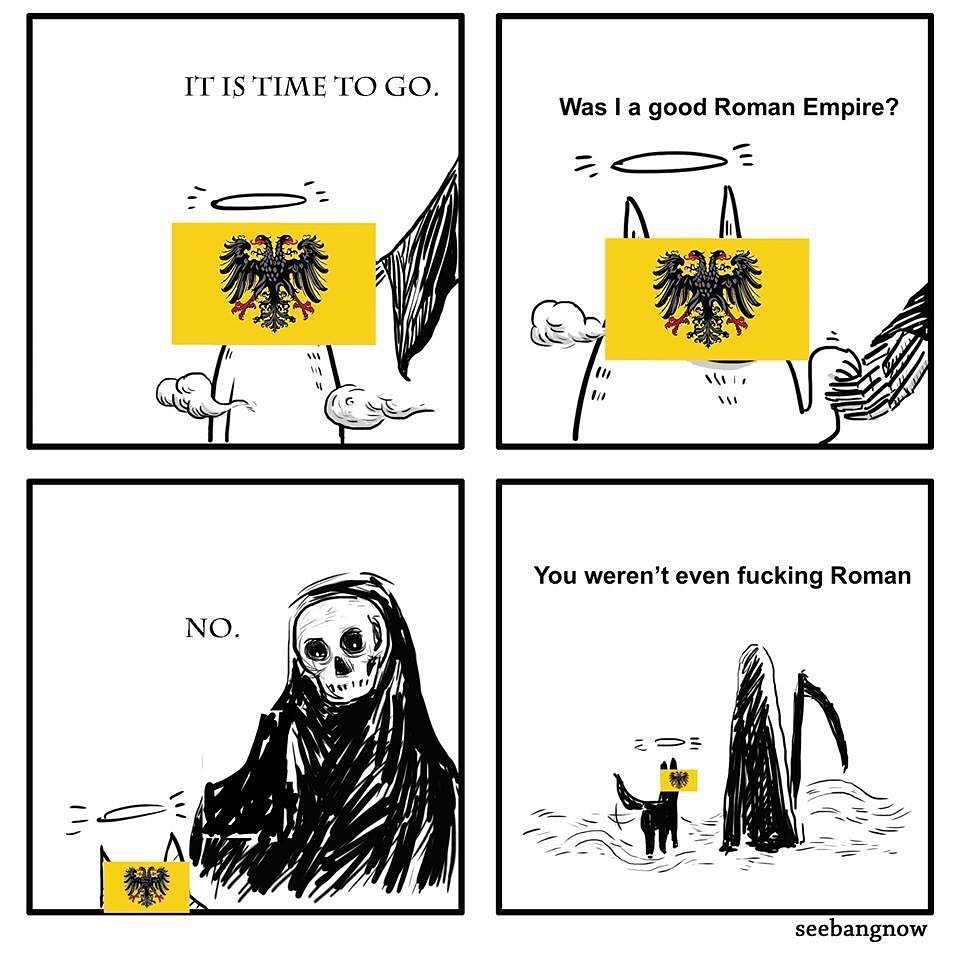 IT IS TIME TO GO.
Was I a good Roman Empire?
NO.
You weren't even fucking Roman
seebangnow